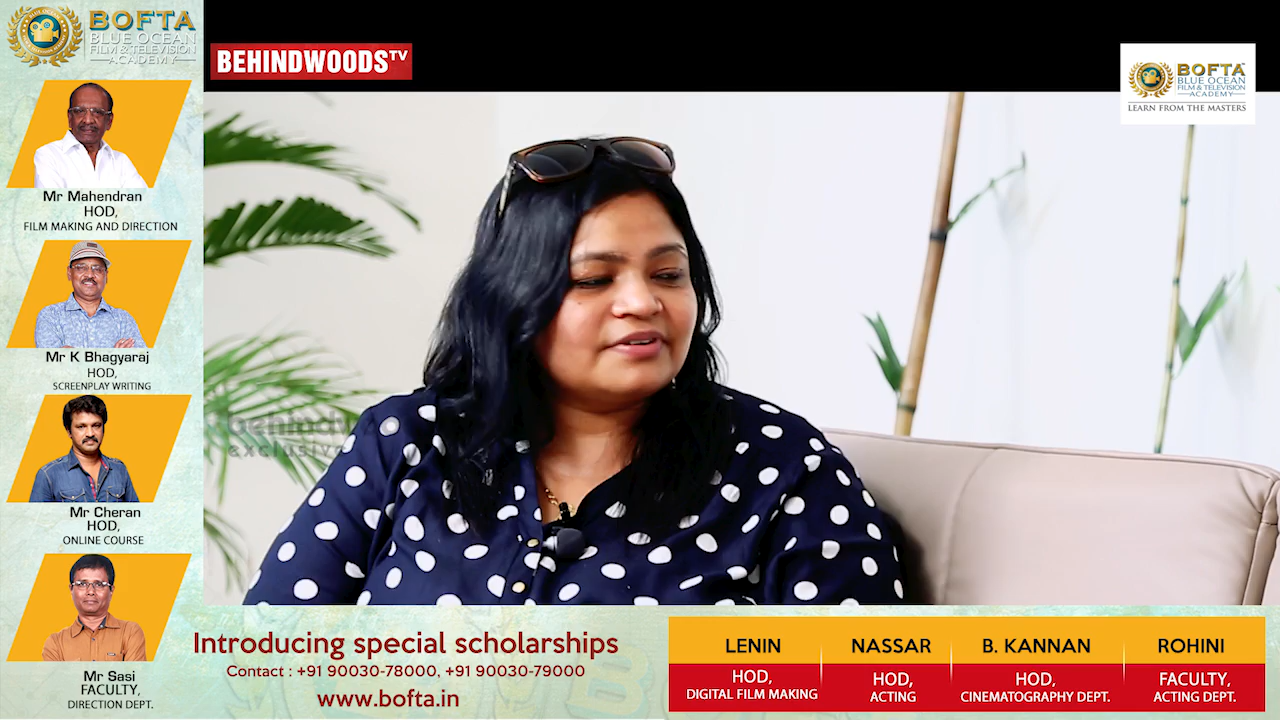 BOFTA
BLUE OCEAN
FILM & TELEVISION
ACADEMY
Mr Mahendran
HOD,
FILM MAKING AND DIRECTION
Mr K Bhagyaraj
HOD,
SCREENPLAY WRITING
Mr Cheran
HOD,
ONLINE COURSE
Mr Sasi
FACULTY,
DIRECTION DEPT.
BEHINDWOODSTV
BOFTA
BLUE OCEAN
FILM & TELEVISION
ACADEMY
LEARN FROM THE MASTERS
exclusive
Introducing special scholarships
Contact : +91 90030-78000, +91 90030-79000
www.bofta.in
LENIN
HOD,
DIGITAL FILM MAKING
NASSAR
HOD,
ACTING
B. KANNAN
HOD,
CINEMATOGRAPHY DEPT.
ROHINI
FACULTY,
ACTING DEPT.